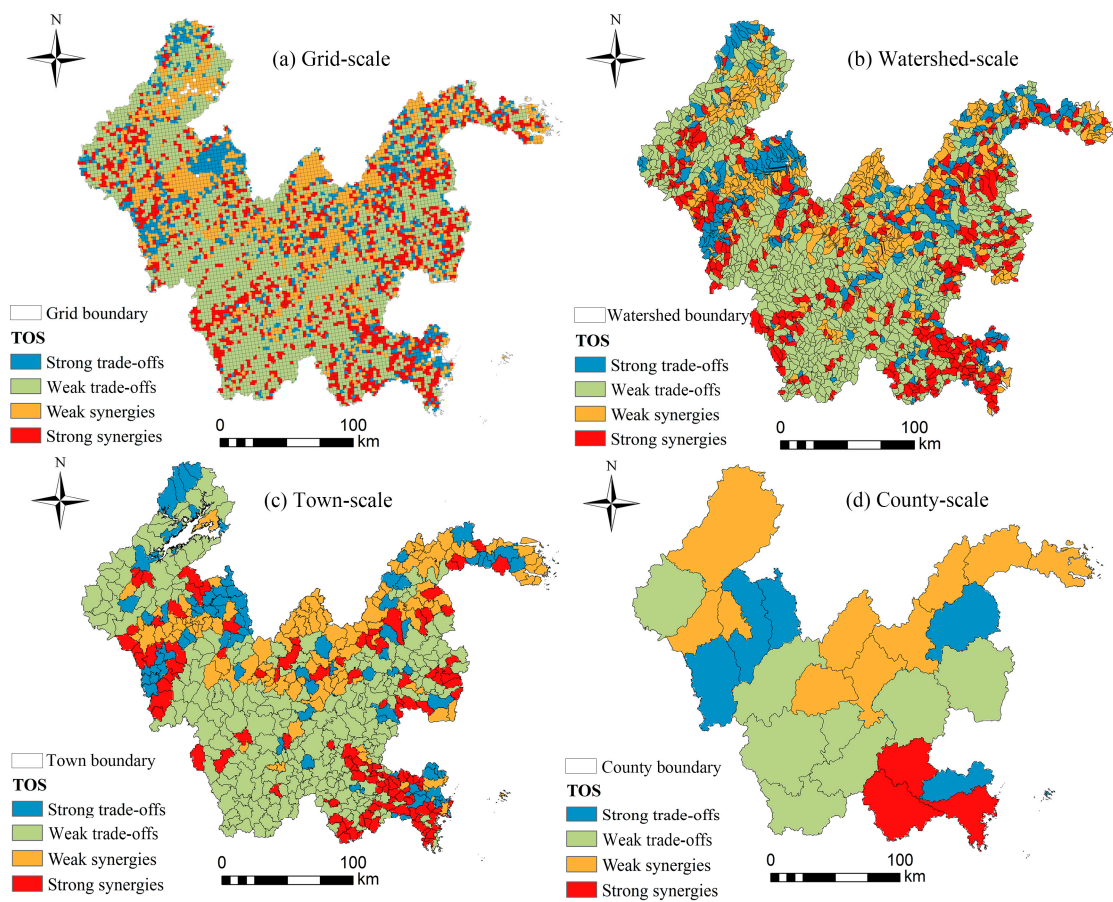 N
(a) Grid-scale
Grid boundary
TOS
Strong trade-offs
Weak trade-offs
Weak synergies
Strong synergies
0 100
km
N
(b) Watershed-scale
Watershed boundary
TOS
Strong trade-offs
Weak trade-offs
Weak synergies
Strong synergies
0 100
km
N
(c) Town-scale
Town boundary
TOS
Strong trade-offs
Weak trade-offs
Weak synergies
Strong synergies
0 100
km
N
(d) County-scale
County boundary
TOS
Strong trade-offs
Weak trade-offs
Weak synergies
Strong synergies
0 100
km